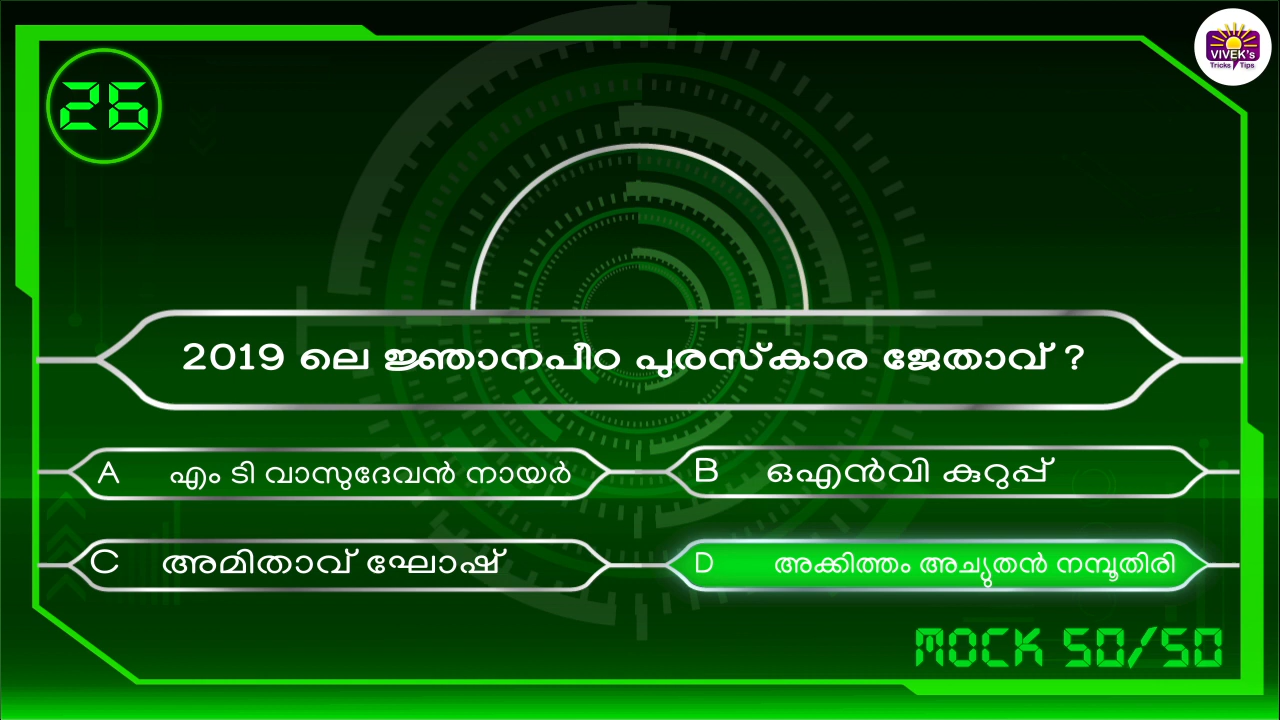 VIVEK's
Tricks Tips
26
2019 ലെ ജ്ഞാനപീഠ പുരസ്കാര ജേതാവ് ?
A എം ടി വാസുദേവൻ നായർ
B ഒഎൻവി കുറുപ്പ്
C അമിതാവ് ഘോഷ്
D അക്കിത്തം അച്യുതൻ നമ്പൂതിരി
MOCK 50/50